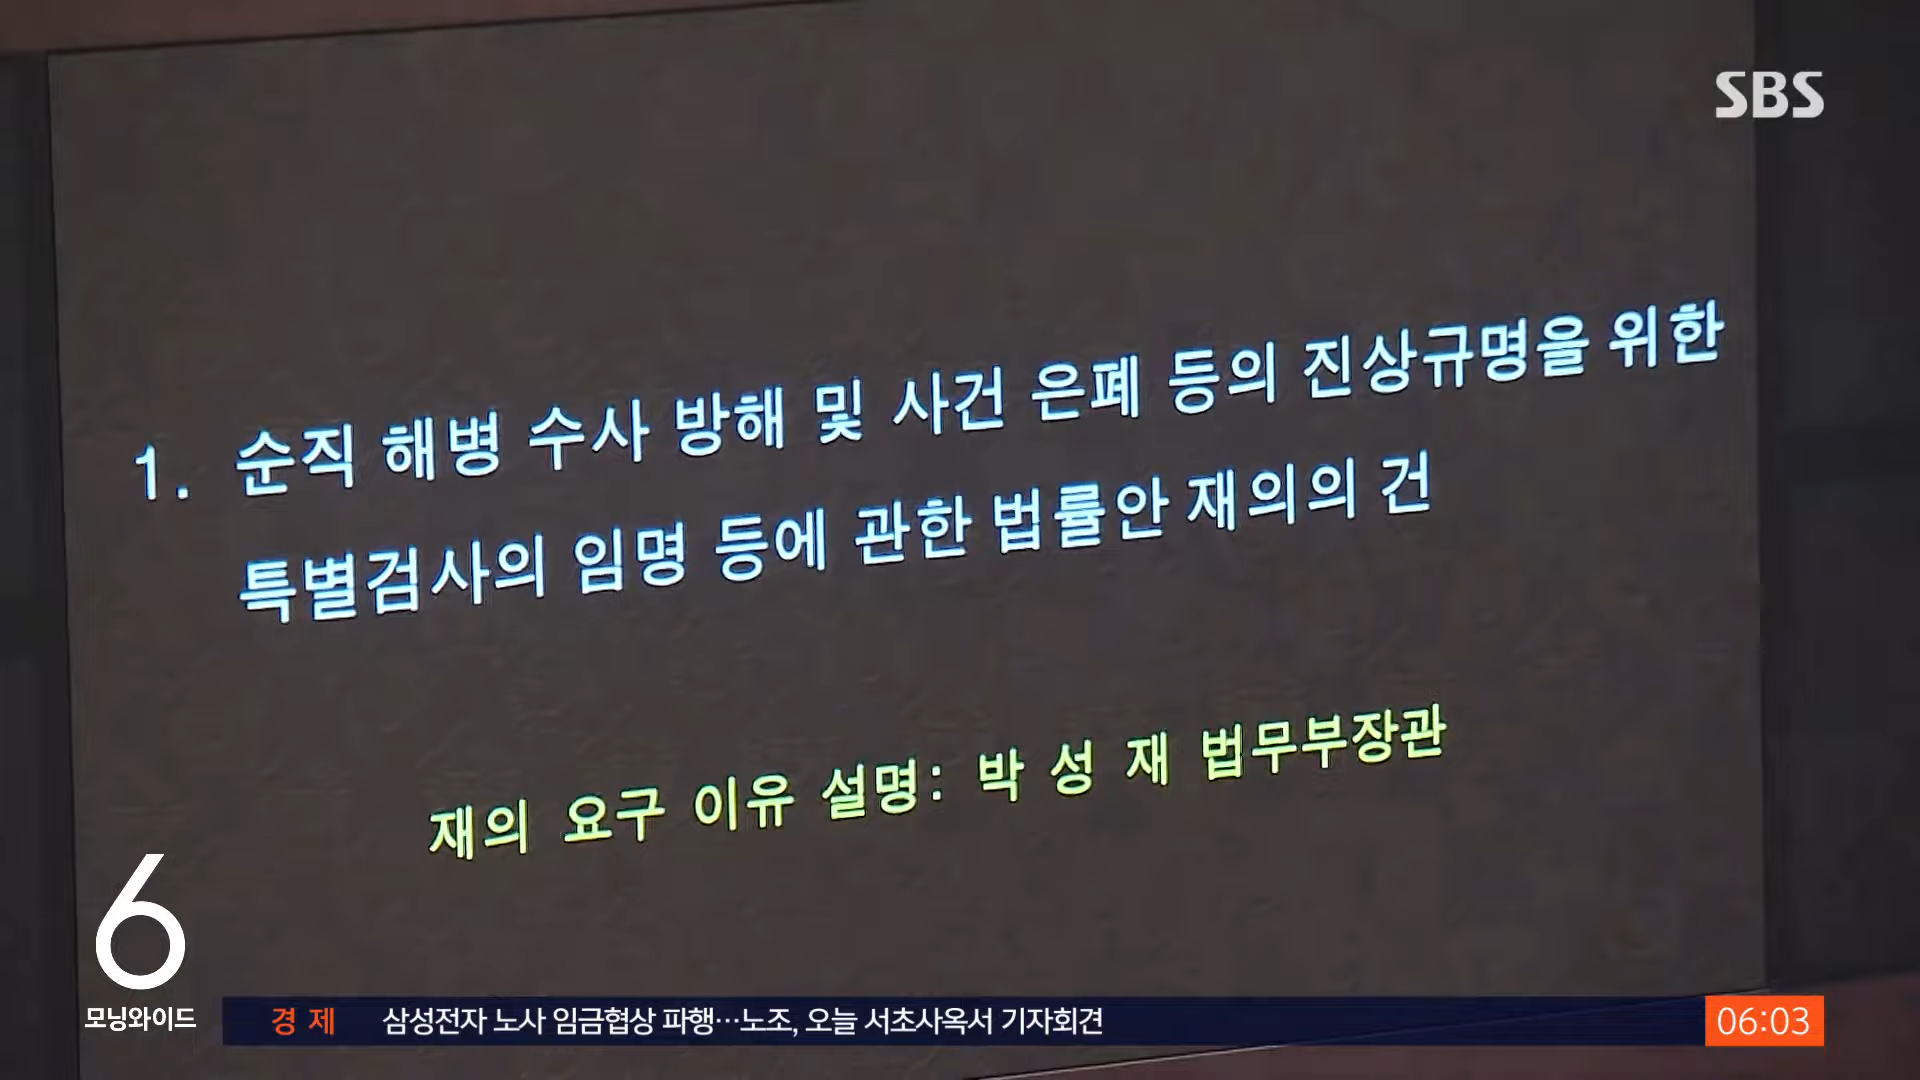 SBS
1. 순직 해병 수사 방해 및 사건 은폐 등의 진상규명을 위한
특별검사의 임명 등에 관한 법률안 재의의 건
재의 요구 이유 설명: 박 성 재 법무부장관
6
모닝와이드
경 제 삼성전자 노사 임금협상 파행…노조, 오늘 서초사옥서 기자회견 06:03